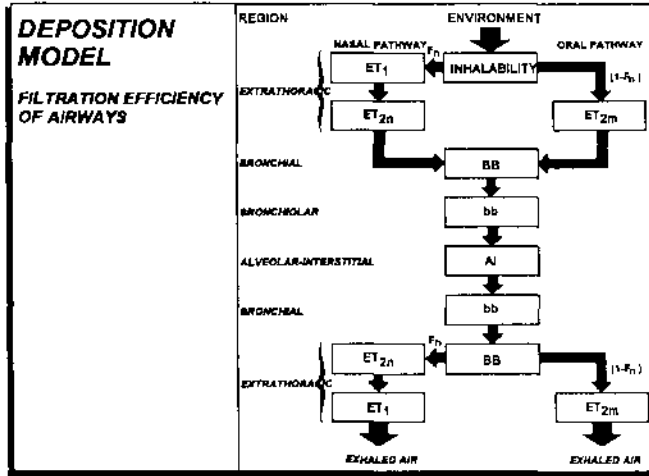 DEPOSITION
MODEL
FILTRATION EFFICIENCY
OF AIRWAYS
REGION
ENVIRONMENT
NASAL PATHWAY
Fn
ORAL PATHWAY
ET1
INHALABILITY
(1-Fn)
EXTRATHORACIC
ET2n
ET2m
BRONCHIAL
BB
BRONCHIOLAR
bb
ALVEOLAR-INTERSTITIAL
AI
BRONCHIAL
bb
Fn
ET2n
BB
(1-Fn)
EXTRATHORACIC
ET1
ET2m
EXHALED AIR
EXHALED AIR